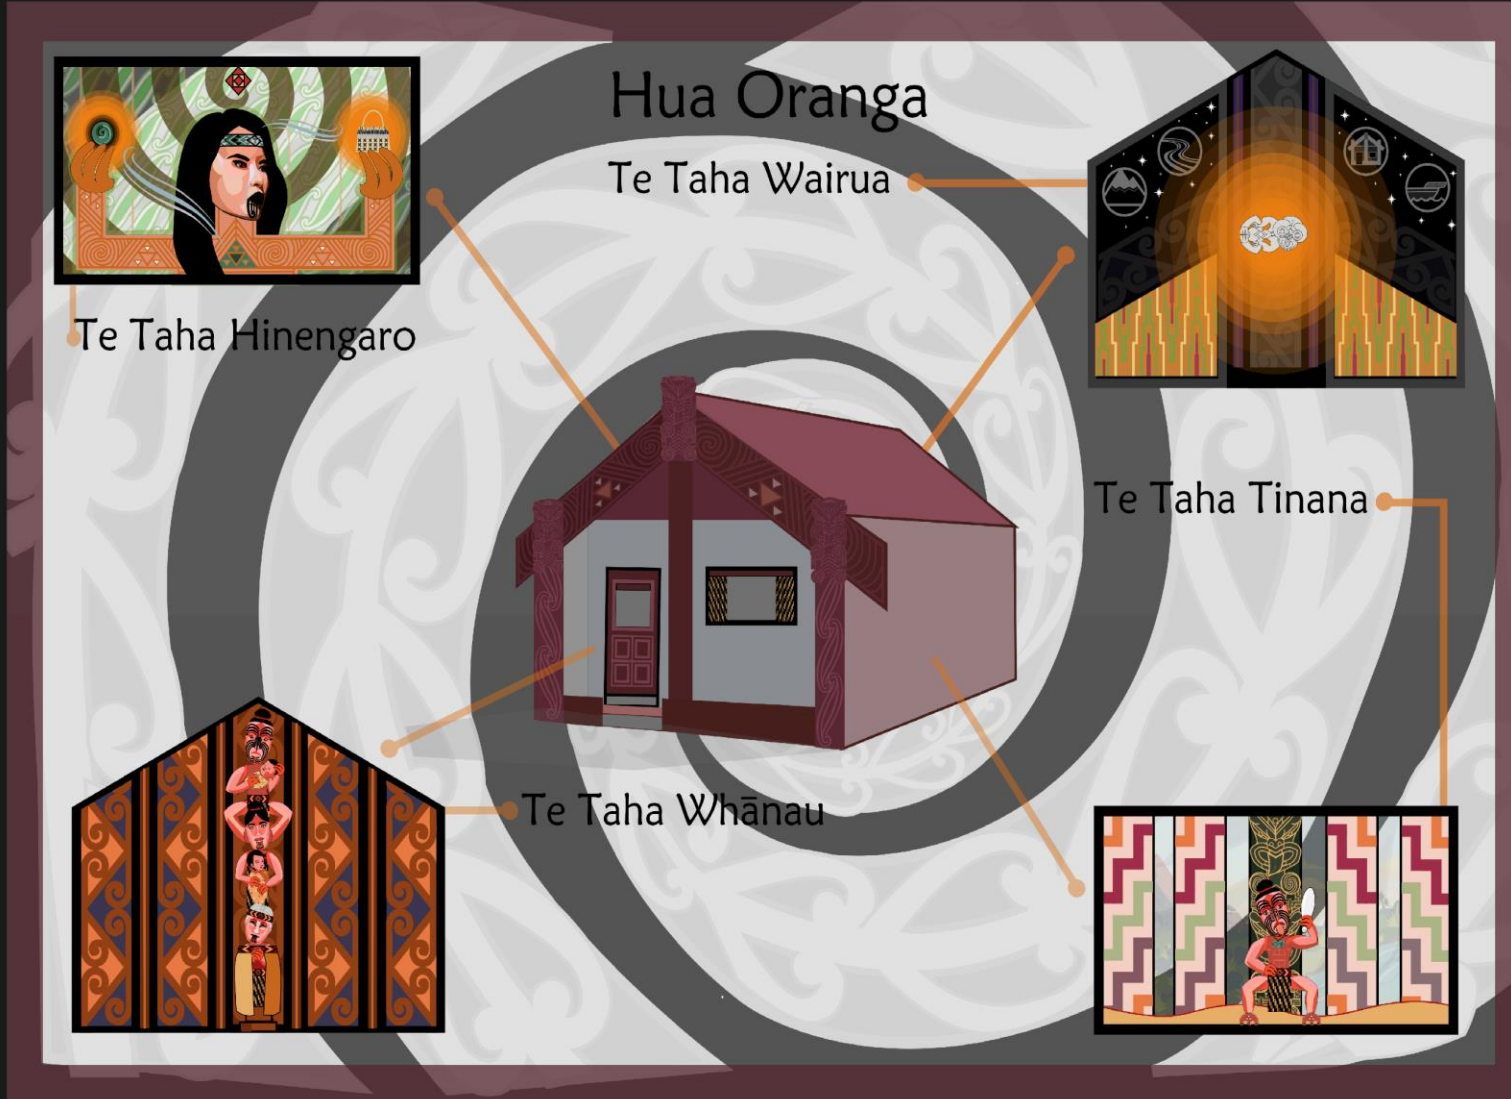 Hua Oranga
Te Taha Wairua
Te Taha Hinengaro
Te Taha Tinana
Te Taha Whānau